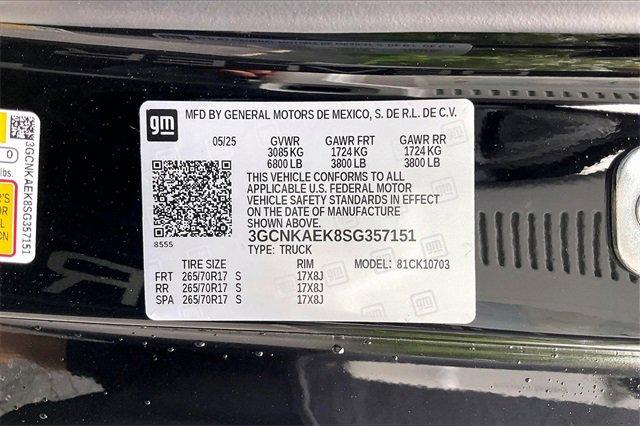 gm
MFD BY GENERAL MOTORS DE MEXICO, S. DE R.L. DE C.V.
05/25 GVWR GAWR FRT GAWR RR
3085 KG 1724 KG 1724 KG
6800 LB 3800 LB 3800 LB
THIS VEHICLE CONFORMS TO ALL
APPLICABLE U.S. FEDERAL MOTOR
VEHICLE SAFETY STANDARDS IN EFFECT
ON THE DATE OF MANUFACTURE
SHOWN ABOVE.
8555
3GCNKAEK8SG357151
TYPE: TRUCK
TIRE SIZE RIM MODEL: 81CK10703
FRT 265/70R17 S 17X8J
RR 265/70R17 S 17X8J
SPA 265/70R17 S 17X8J
3GCNKAEK8SG357151
0
lbs.